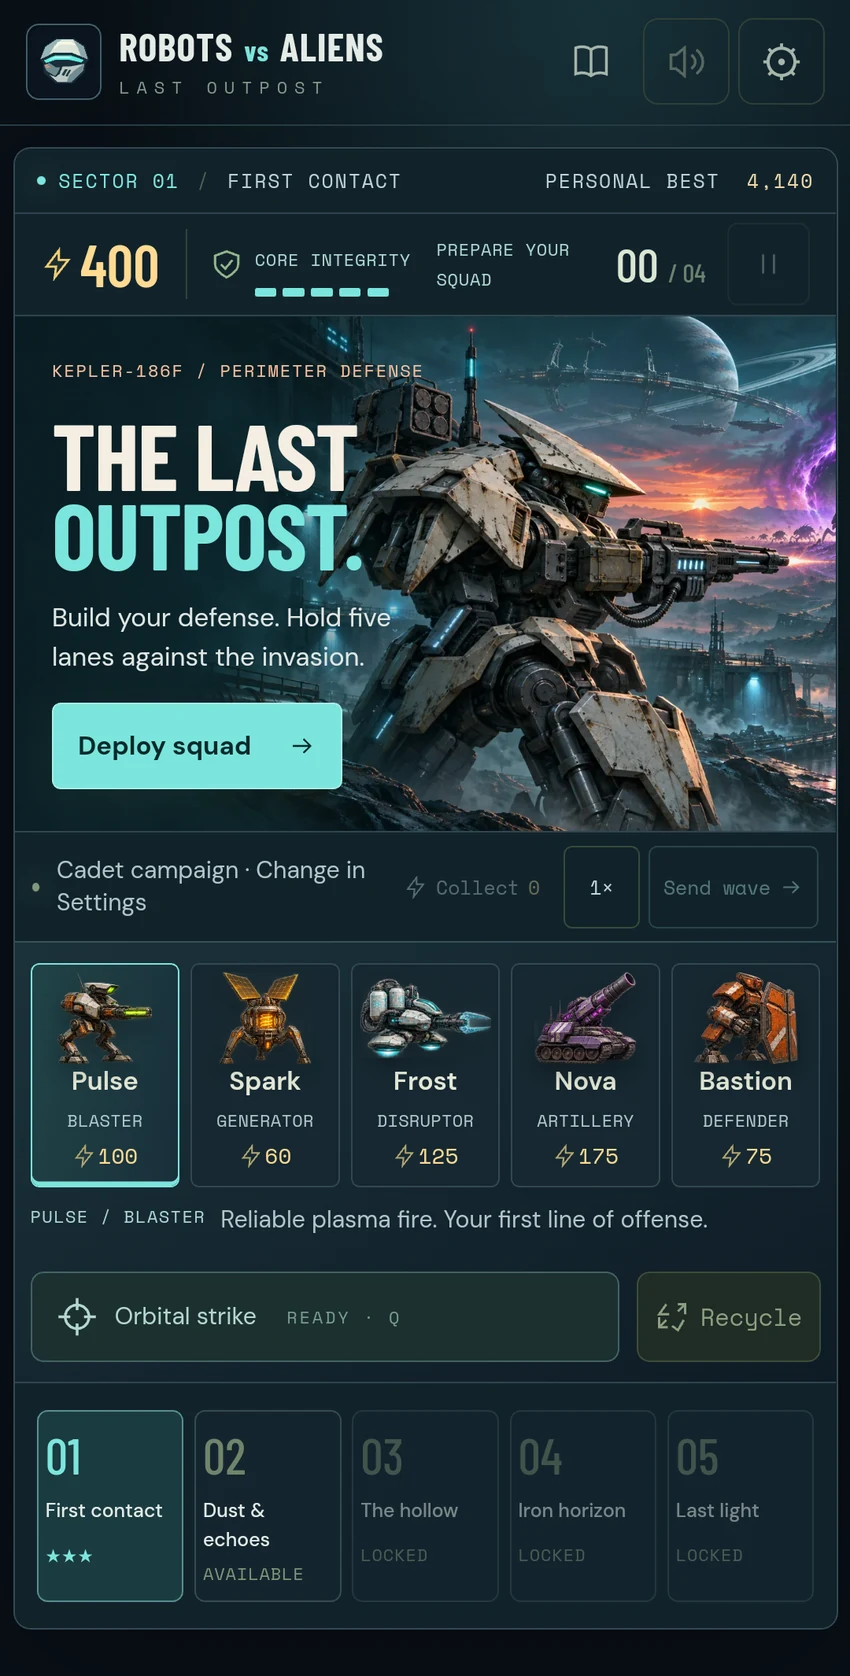 ROBOTS vs ALIENS
LAST OUTPOST
SECTOR 01 / FIRST CONTACT
PERSONAL BEST 4,140
400
CORE INTEGRITY
PREPARE YOUR
SQUAD
00 / 04
KEPLER-186F / PERIMETER DEFENSE
THE LAST
OUTPOST.
Build your defense. Hold five
lanes against the invasion.
Deploy squad →
Cadet campaign · Change in
Settings
Collect 0
1×
Send wave →
Pulse
BLASTER
100
Spark
GENERATOR
60
Frost
DISRUPTOR
125
Nova
ARTILLERY
175
Bastion
DEFENDER
75
PULSE / BLASTER Reliable plasma fire. Your first line of offense.
Orbital strike READY · Q
Recycle
01
First contact
★★★
02
Dust &
echoes
AVAILABLE
03
The hollow
LOCKED
04
Iron horizon
LOCKED
05
Last light
LOCKED